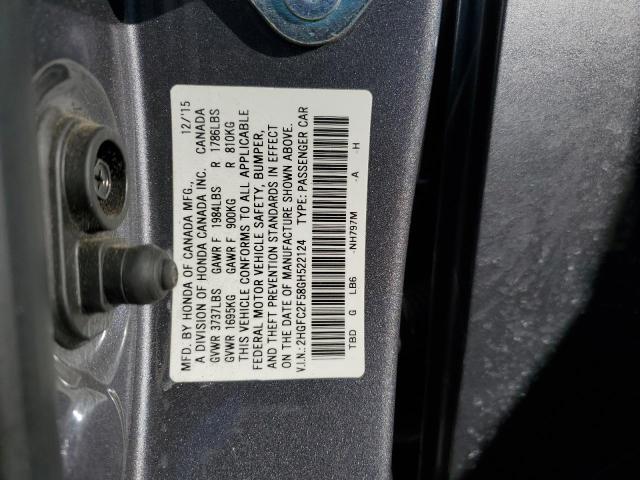 MFD. BY HONDA OF CANADA MFG., 12/'15
A DIVISION OF HONDA CANADA INC. CANADA
GVWR 3737LBS GAWR F 1984LBS R 1786LBS
GVWR 1695KG GAWR F 900KG R 810KG
THIS VEHICLE CONFORMS TO ALL APPLICABLE
FEDERAL MOTOR VEHICLE SAFETY, BUMPER,
AND THEFT PREVENTION STANDARDS IN EFFECT
ON THE DATE OF MANUFACTURE SHOWN ABOVE.
V.I.N.: 2HGFC2F58GH522124 TYPE: PASSENGER CAR
TBD G LB6 -NH797M -A -H